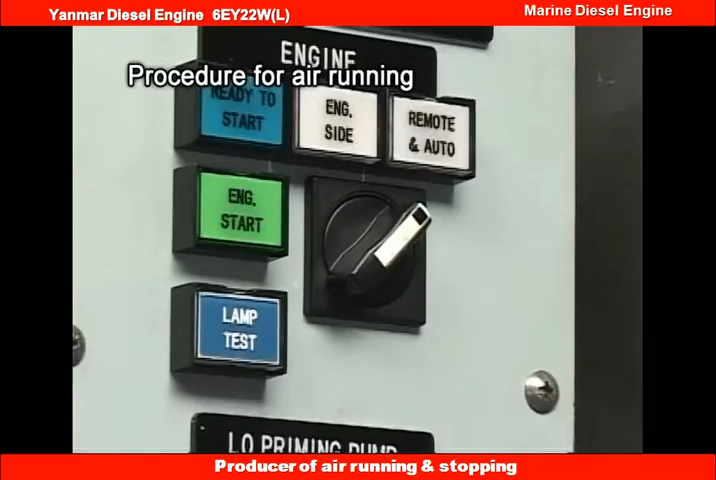 Yanmar Diesel Engine 6EY22W(L)
Marine Diesel Engine
ENGINE
Procedure for air running
READY TO
START
ENG.
SIDE
REMOTE
& AUTO
ENG.
START
LAMP
TEST
LO PRIMING PUMP
Producer of air running & stopping